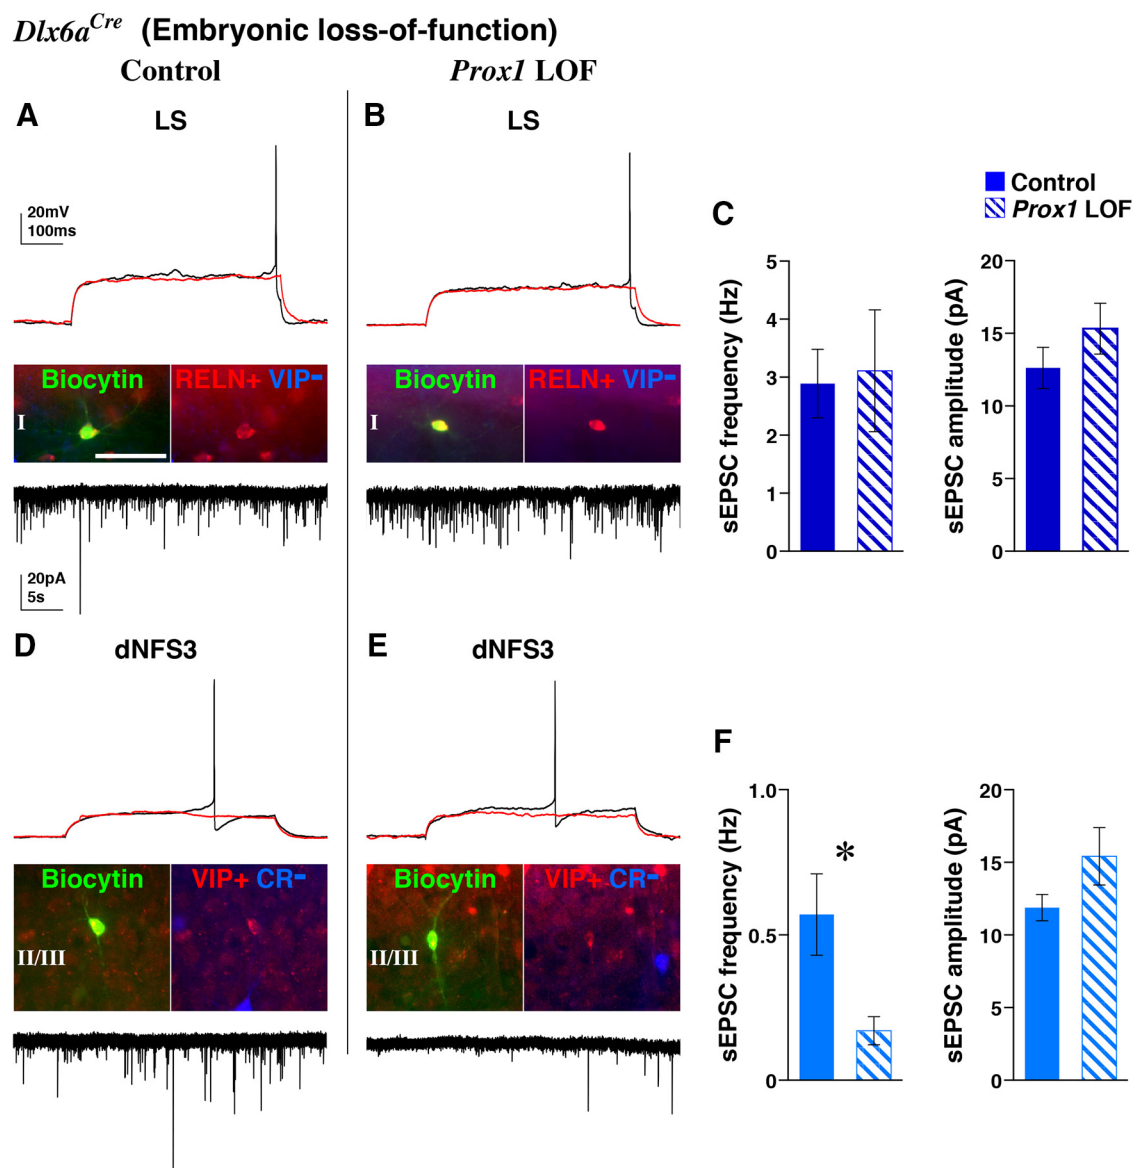 Dlx6aCre (Embryonic loss-of-function)
Control
Prox1 LOF
A
LS
20mV
100ms
Biocytin
RELN+ VIP-
I
20pA
5s
B
LS
Biocytin
RELN+ VIP-
I
Control
Prox1 LOF
C
sEPSC frequency (Hz)
5
4
3
2
1
0
sEPSC amplitude (pA)
20
15
10
5
0
D
dNFS3
Biocytin
VIP+ CR-
II/III
E
dNFS3
Biocytin
VIP+ CR-
II/III
F
sEPSC frequency (Hz)
1.0
0.5
0
*
sEPSC amplitude (pA)
20
15
10
5
0